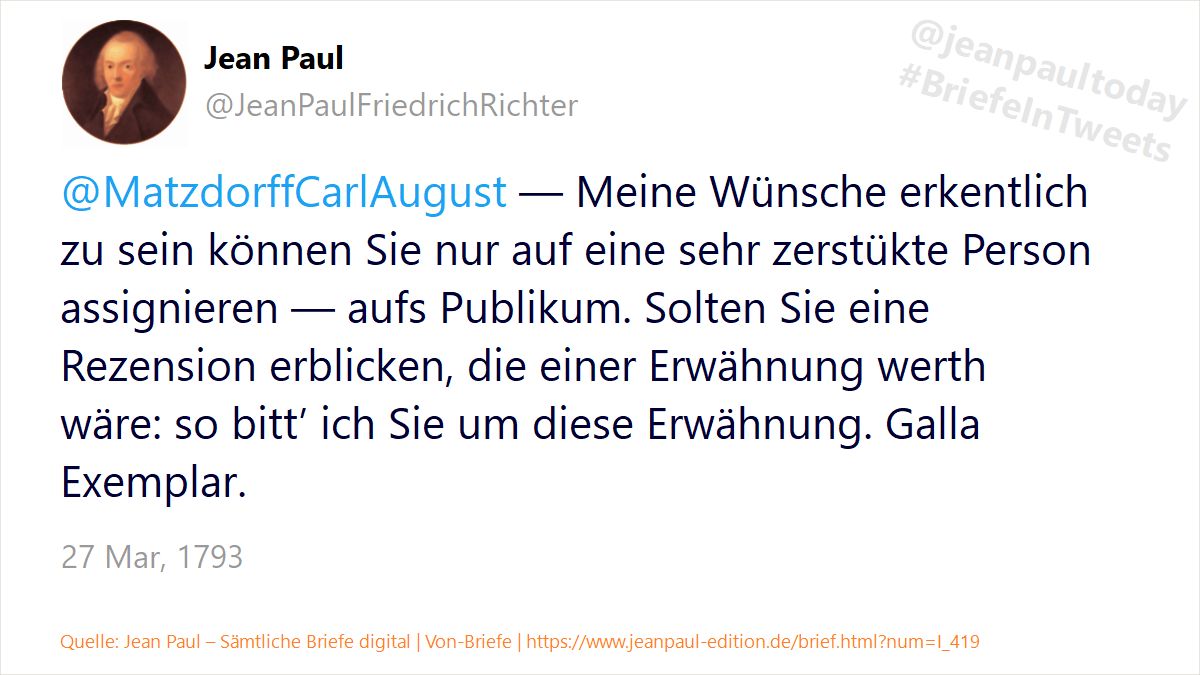 Jean Paul
@JeanPaulFriedrichRichter
@jeanpaultoday
#BriefeInTweets
@MatzdorffCarlAugust — Meine Wünsche erkentlich
zu sein können Sie nur auf eine sehr zerstükte Person
assignieren — aufs Publikum. Solten Sie eine
Rezension erblicken, die einer Erwähnung werth
wäre: so bitt’ ich Sie um diese Erwähnung. Galla
Exemplar.
27 Mar, 1793
Quelle: Jean Paul – Sämtliche Briefe digital | Von-Briefe | https://www.jeanpaul-edition.de/brief.html?num=I_419